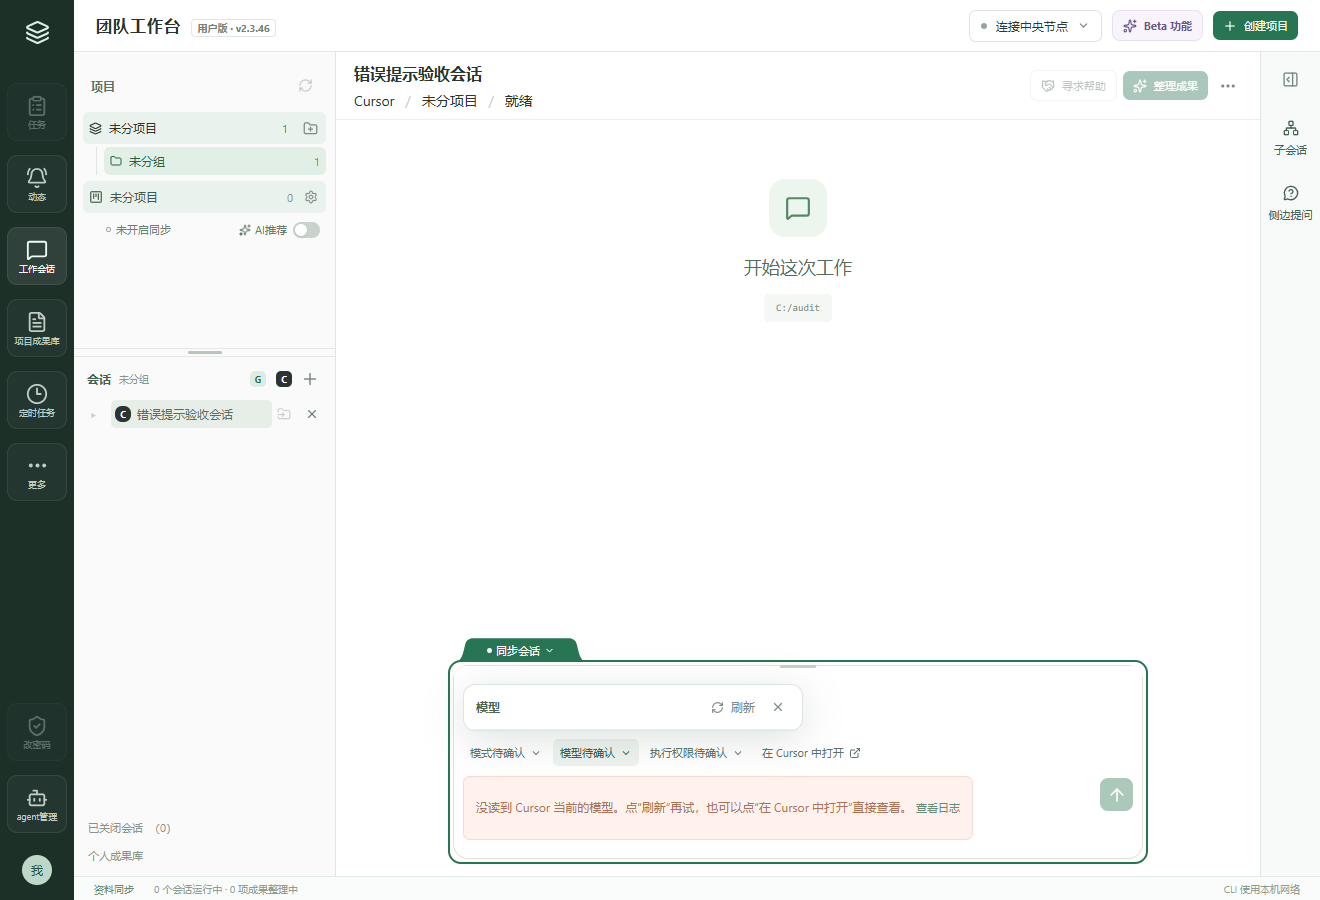 团队工作台 用户版 · v2.3.46
连接中央节点
Beta 功能
创建项目
任务
动态
工作会话
项目成果库
定时任务
更多
改密码
agent管理
我
项目
未分项目 1
未分组 1
未分项目 0
未开启同步 AI推荐
会话 未分组 G C
C 错误提示验收会话
已关闭会话 (0)
个人成果库
错误提示验收会话
Cursor / 未分项目 / 就绪
寻求帮助
整理成果
开始这次工作
C:/audit
同步会话
模型 刷新
模式待确认 模型待确认 执行权限待确认 在 Cursor 中打开
没读到 Cursor 当前的模型。点"刷新"再试，也可以点"在 Cursor 中打开"直接查看。 查看日志
子会话
侧边提问
资料同步 0 个会话运行中 · 0 项成果整理中
CLI 使用本机网络